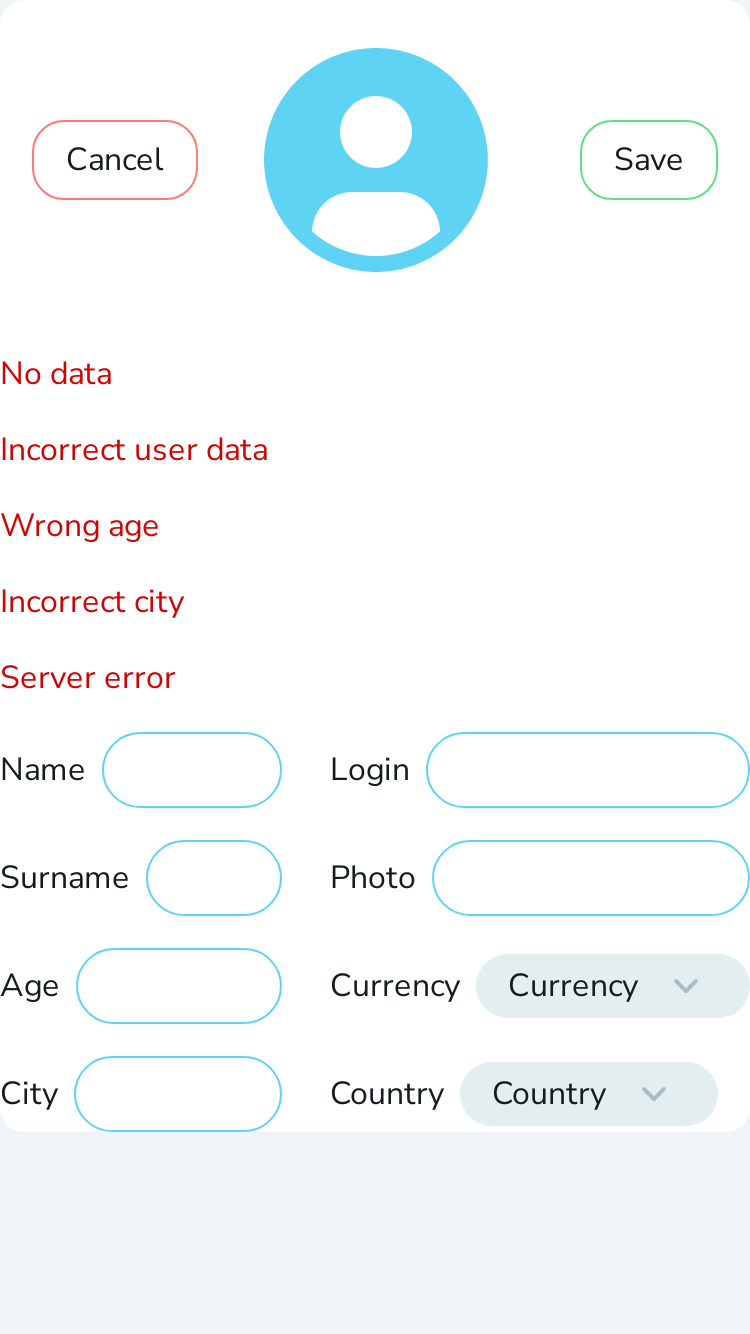 Cancel
Save
No data
Incorrect user data
Wrong age
Incorrect city
Server error
Name
Login
Surname
Photo
Age
Currency
Currency
City
Country
Country